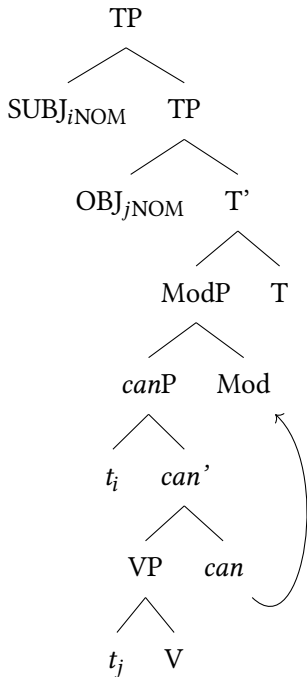 TP
SUBJiNOM TP
OBJjNOM T’
ModP T
canP Mod
ti can’
VP can
tj V